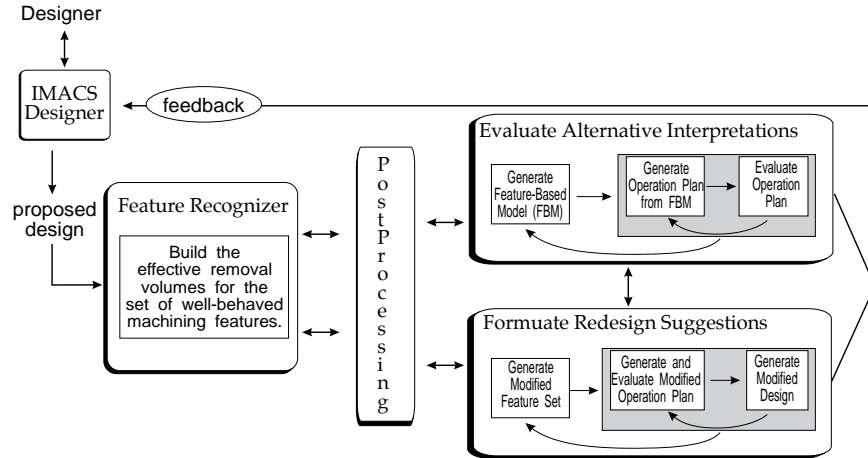 Designer
IMACS
Designer
feedback
proposed
design
Feature Recognizer
Build the
effective removal
volumes for the
set of well-behaved
machining features.
PostProcessing
Evaluate Alternative Interpretations
Generate
Feature-Based
Model (FBM)
Generate
Operation Plan
from FBM
Evaluate
Operation
Plan
Formuate Redesign Suggestions
Generate
Modified
Feature Set
Generate and
Evaluate Modified
Operation Plan
Generate
Modified
Design